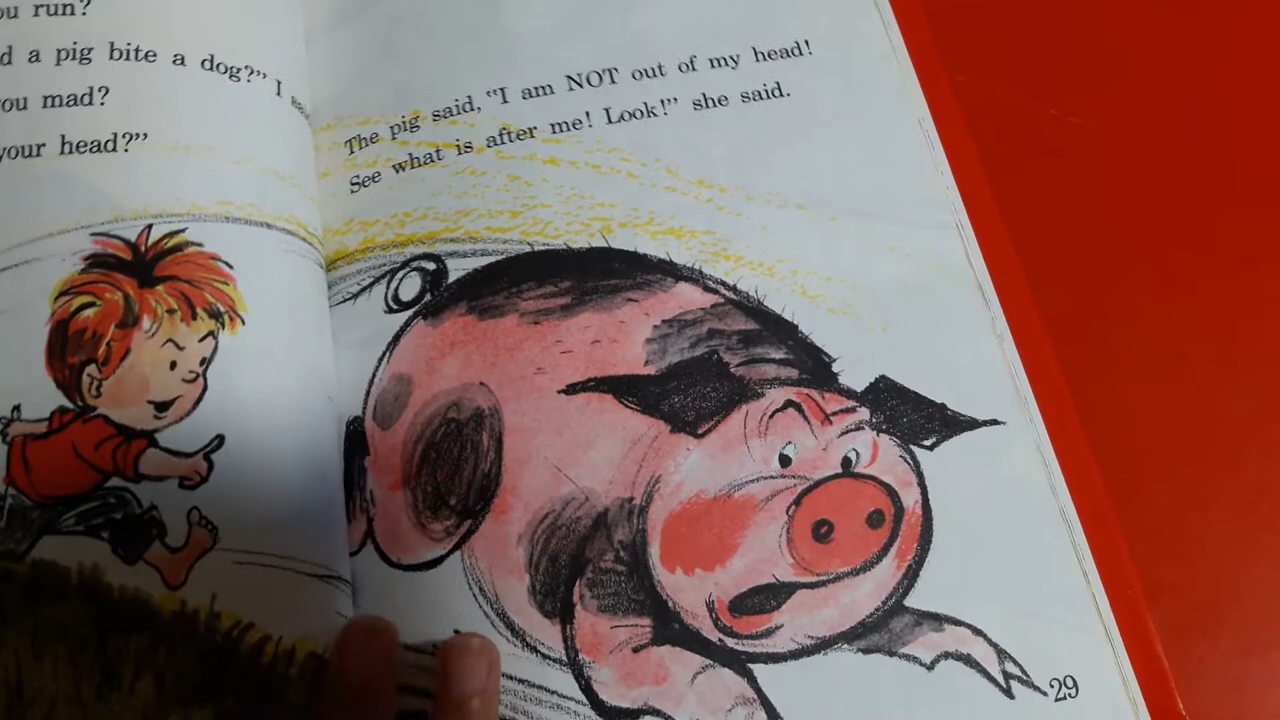 ou run?
d a pig bite a dog?" I
ou mad?
your head?"
The pig said, "I am NOT out of my head!
See what is after me! Look!" she said.
29